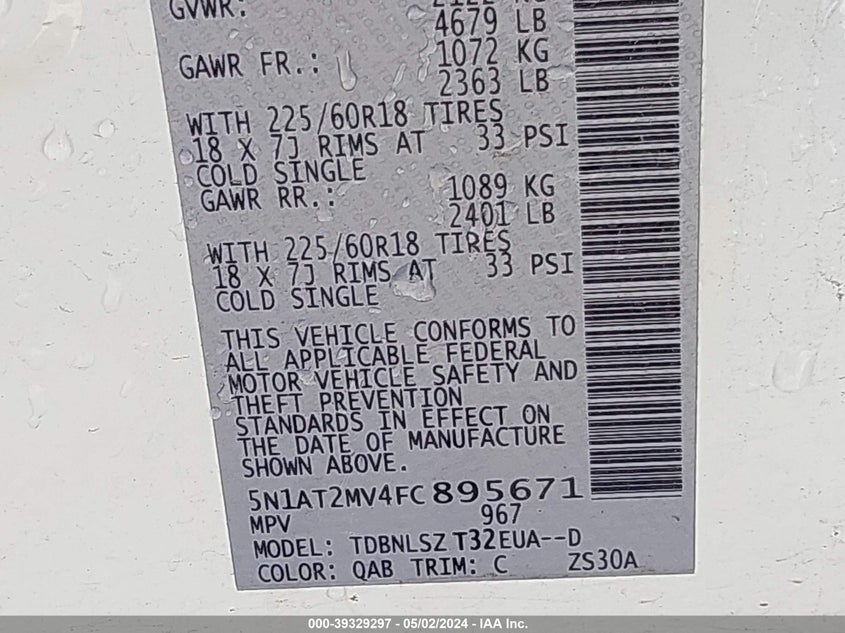 GVWR: 2122 KG
4679 LB
GAWR FR.: 1072 KG
2363 LB
WITH 225/60R18 TIRES
18 X 7J RIMS AT 33 PSI
COLD SINGLE
GAWR RR.: 1089 KG
2401 LB
WITH 225/60R18 TIRES
18 X 7J RIMS AT 33 PSI
COLD SINGLE
THIS VEHICLE CONFORMS TO
ALL APPLICABLE FEDERAL
MOTOR VEHICLE SAFETY AND
THEFT PREVENTION
STANDARDS IN EFFECT ON
THE DATE OF MANUFACTURE
SHOWN ABOVE.
5N1AT2MV4FC895671
MPV 967
MODEL: TDBNLSZ T32EUA--D
COLOR: QAB TRIM: C ZS30A
000-39329297 - 05/02/2024 - IAA Inc.